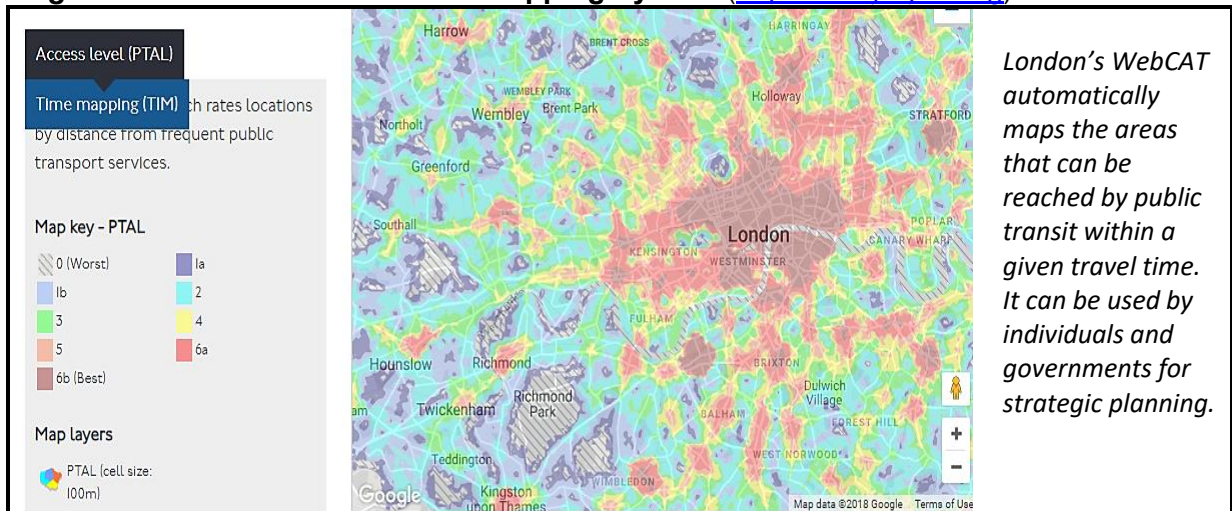 Access level (PTAL)
Time mapping (TIM)
ch rates locations
by distance from frequent public
transport services.
Map key - PTAL
0 (Worst)
1a
1b
2
3
4
5
6a
6b (Best)
Map layers
PTAL (cell size:
100m)
Harrow
BRENT CROSS
HARRINGAY
WEMBLEY PARK
Brent Park
Wembley
Holloway
STRATFORD
Northolt
Greenford
Southall
London
POPLAR
KENSINGTON
WESTMINSTER
CANARY WHARF
FULHAM
Hounslow
Richmond
BRIXTON
Richmond
Park
Dulwich
Village
am
Twickenham
BALHAM
FOREST HILL
Teddington
WEST NORWOOD
WIMBLEDON
Kingston
upon Thames
Google
Map data ©2018 Google
Terms of Use
London's WebCAT
automatically
maps the areas
that can be
reached by public
transit within a
given travel time.
It can be used by
individuals and
governments for
strategic planning.